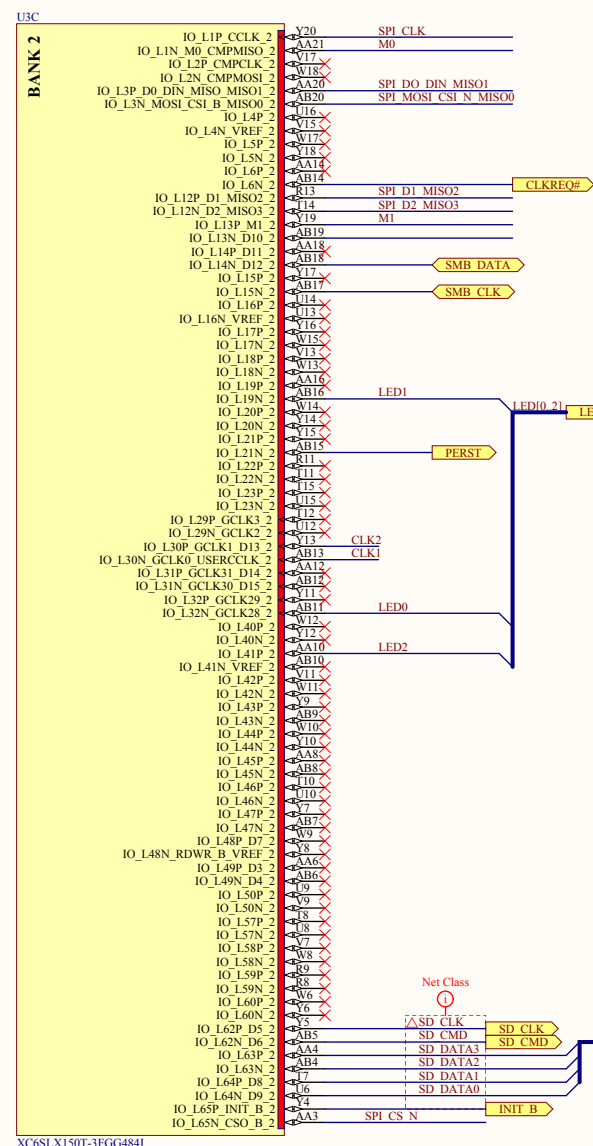 U3C
BANK 2
IO_L1P_CCLK_2 Y20 SPI_CLK
IO_L1N_M0_CMPMISO_2 AA21 M0
IO_L2P_CMPCLK_2 V17
IO_L2N_CMPMOSI_2 W18
IO_L3P_D0_DIN_MISO_MISO1_2 AA20 SPI_DO_DIN_MISO1
IO_L3N_MOSI_CSI_B_MISO0_2 AB20 SPI_MOSI_CSI_N_MISO0
IO_L4P_2 U16
IO_L4N_VREF_2 V15
IO_L5P_2 W17
IO_L5N_2 Y18
IO_L6P_2 AA14
IO_L6N_2 AB14 CLKREQ#
IO_L12P_D1_MISO2_2 R13 SPI_D1_MISO2
IO_L12N_D2_MISO3_2 T14 SPI_D2_MISO3
IO_L13P_M1_2 Y19 M1
IO_L13N_D10_2 AB19
IO_L14P_D11_2 AA18
IO_L14N_D12_2 AB18 SMB_DATA
IO_L15P_2 Y17
IO_L15N_2 AB17 SMB_CLK
IO_L16P_2 U14
IO_L16N_VREF_2 U13
IO_L17P_2 Y16
IO_L17N_2 W15
IO_L18P_2 V13
IO_L18N_2 W13
IO_L19P_2 AA16
IO_L19N_2 AB16 LED1
LED[0..2]
IO_L20P_2 W14
IO_L20N_2 Y14
IO_L21P_2 Y15
IO_L21N_2 AB15 PERST
IO_L22P_2 R11
IO_L22N_2 T11
IO_L23P_2 T15
IO_L23N_2 U15
IO_L29P_GCLK3_2 T12
IO_L29N_GCLK2_2 U12
IO_L30P_GCLK1_D13_2 Y13 CLK2
IO_L30N_GCLK0_USERCCLK_2 AB13 CLK1
IO_L31P_GCLK31_D14_2 AA12
IO_L31N_GCLK30_D15_2 AB12
IO_L32P_GCLK29_2 Y11
IO_L32N_GCLK28_2 AB11 LED0
IO_L40P_2 W12
IO_L40N_2 Y12
IO_L41P_2 AA10 LED2
IO_L41N_VREF_2 AB10
IO_L42P_2 V11
IO_L42N_2 W11
IO_L43P_2 Y9
IO_L43N_2 AB9
IO_L44P_2 W10
IO_L44N_2 Y10
IO_L45P_2 AA8
IO_L45N_2 AB8
IO_L46P_2 T10
IO_L46N_2 U10
IO_L47P_2 Y7
IO_L47N_2 AB7
IO_L48P_D7_2 W9
IO_L48N_RDWR_B_VREF_2 Y8
IO_L49P_D3_2 AA6
IO_L49N_D4_2 AB6
IO_L50P_2 U9
IO_L50N_2 V9
IO_L57P_2 T8
IO_L57N_2 U8
IO_L58P_2 V7
IO_L58N_2 W8
IO_L59P_2 R9
IO_L59N_2 R8
IO_L60P_2 W6
IO_L60N_2 Y6
Net Class
i
IO_L62P_D5_2 Y5 SD_CLK SD_CLK
IO_L62N_D6_2 AB5 SD_CMD SD_CMD
IO_L63P_2 AA4 SD_DATA3
IO_L63N_2 AB4 SD_DATA2
IO_L64P_D8_2 T7 SD_DATA1
IO_L64N_D9_2 U6 SD_DATA0
IO_L65P_INIT_B_2 Y4 INIT_B
IO_L65N_CSO_B_2 AA3 SPI_CS_N
XC6SLX150T-3FGG484I